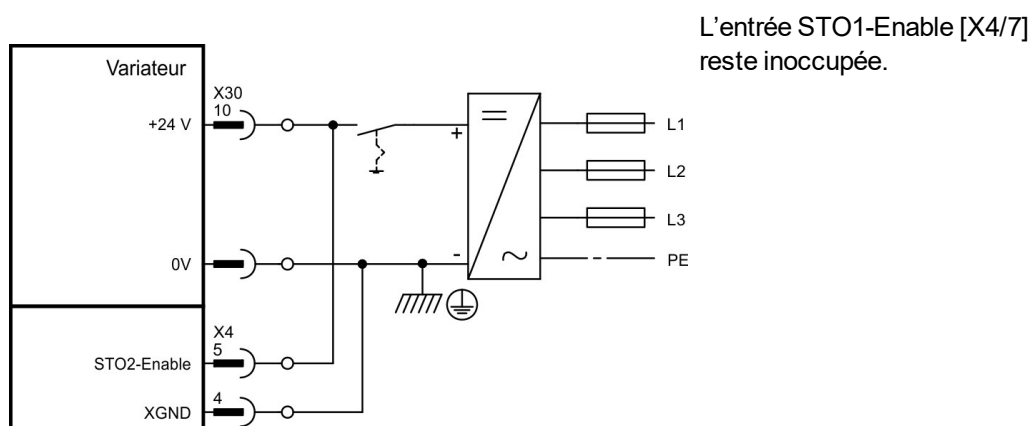 L'entrée STO1-Enable [X4/7]
reste inoccupée.
Variateur
X30
10
+24 V
+
L1
L2
L3
0V
-
PE
X4
5
STO2-Enable
4
XGND